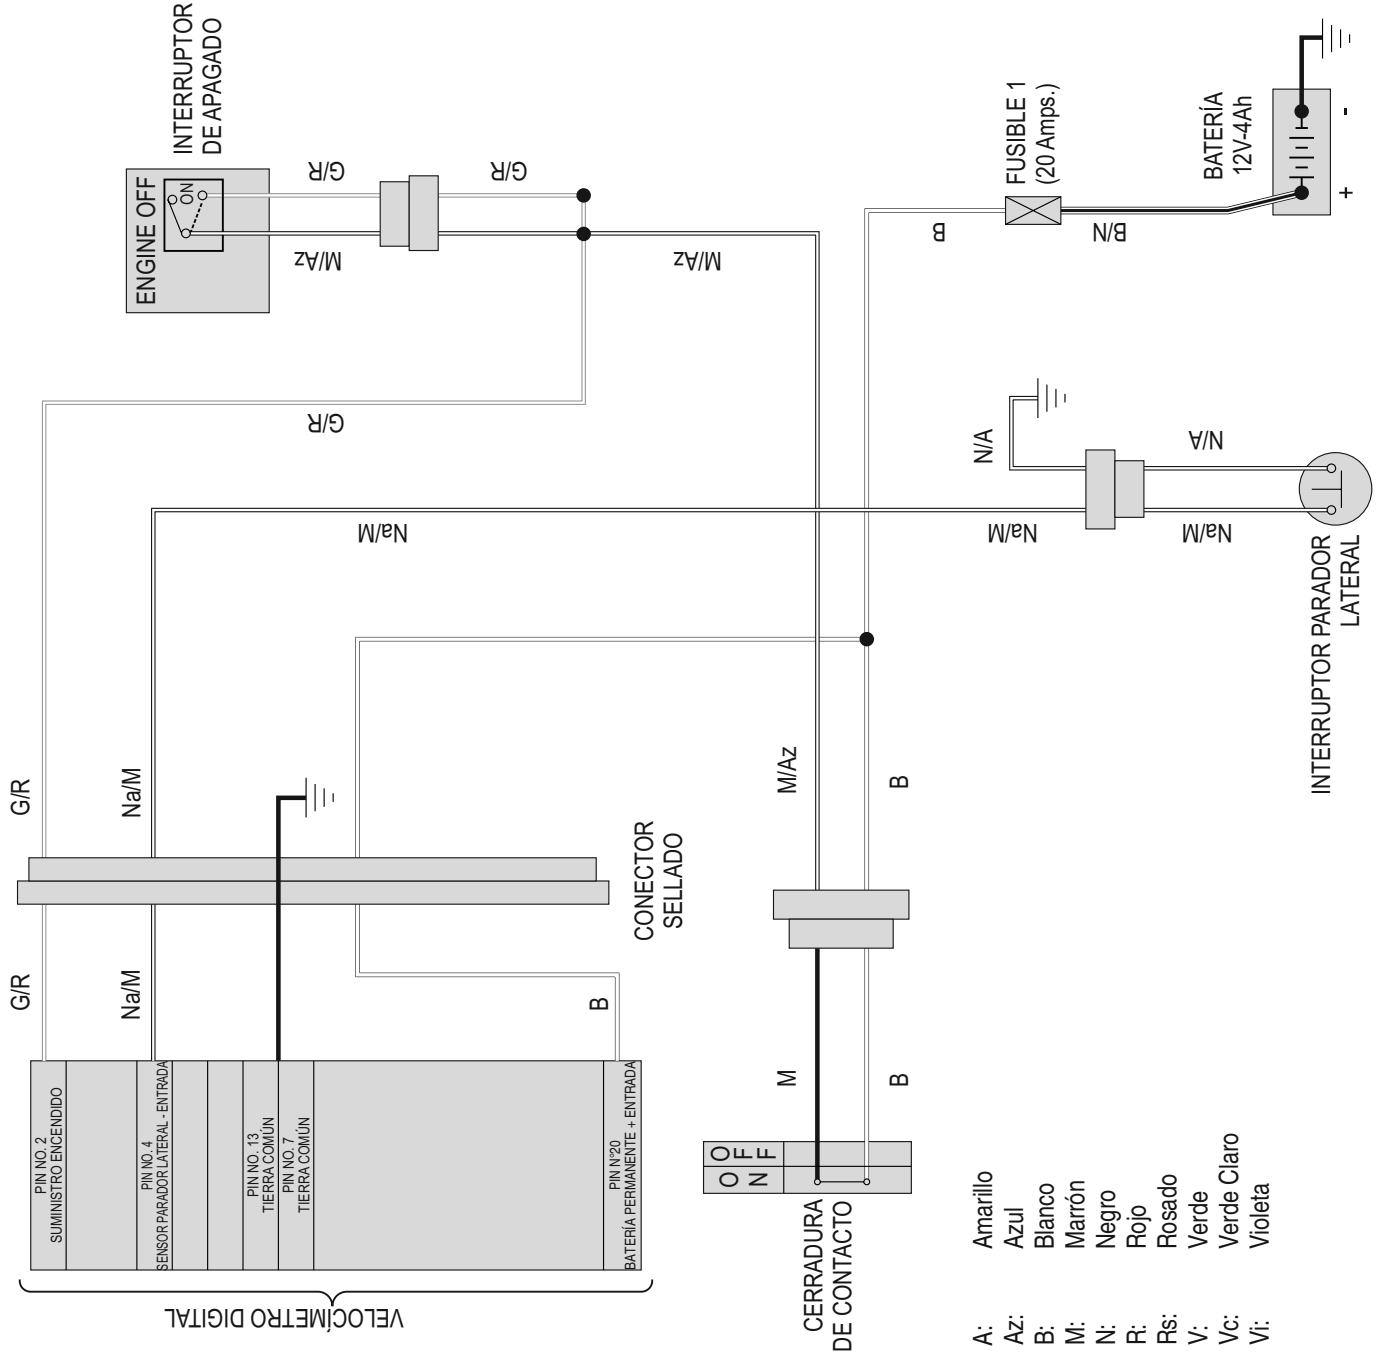 INTERRUPTOR
DE APAGADO
ENGINE OFF
ON
G/R
G/R
M/Az
M/Az
G/R
FUSIBLE 1
(20 Amps.)
BATERÍA
12V-4Ah
-
+
B
B/N
N/A
N/A
Na/M
Na/M
Na/M
INTERRUPTOR PARADOR
LATERAL
G/R
Na/M
M/Az
B
CONECTOR
SELLADO
G/R
Na/M
B
M
B
PIN NO. 2
SUMINISTRO ENCENDIDO
PIN NO. 4
SENSOR PARADOR LATERAL - ENTRADA
PIN NO. 13
TIERRA COMÚN
PIN NO. 7
TIERRA COMÚN
PIN Nº20
BATERÍA PERMANENTE + ENTRADA
VELOCÍMETRO DIGITAL
OFF
ON
CERRADURA
DE CONTACTO
A: Amarillo
Az: Azul
B: Blanco
M: Marrón
N: Negro
R: Rojo
Rs: Rosado
V: Verde
Vc: Verde Claro
Vi: Violeta